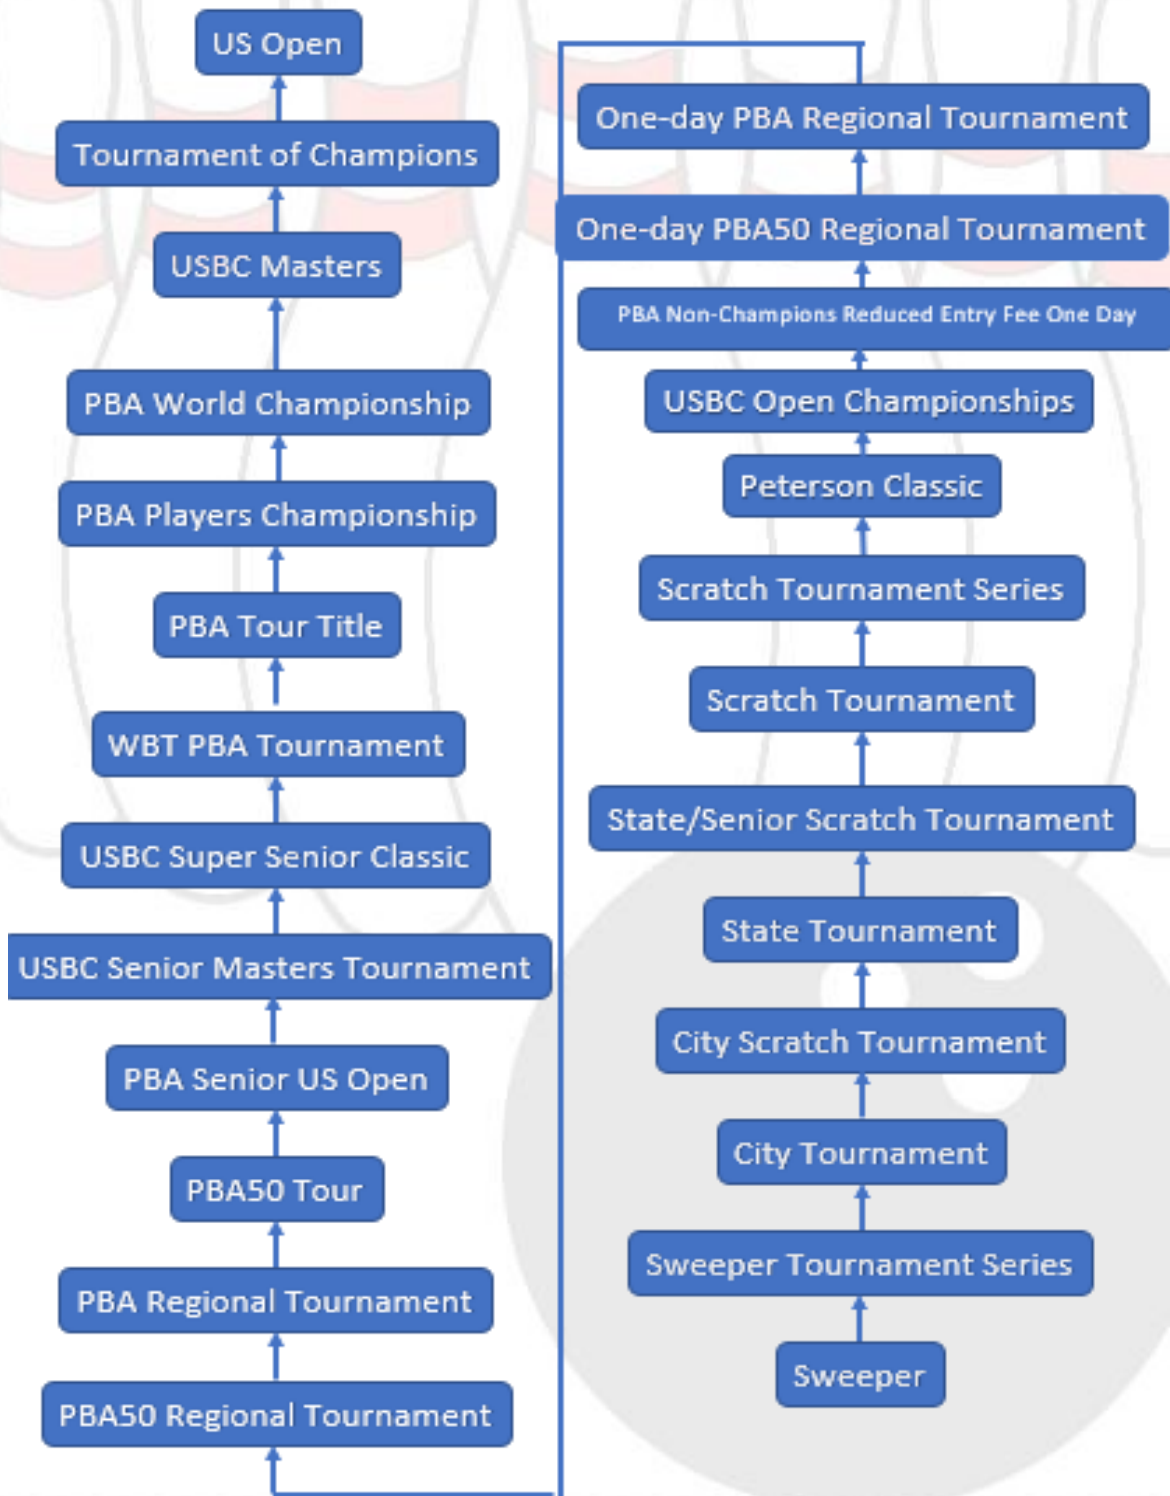 US Open
Tournament of Champions
USBC Masters
PBA World Championship
PBA Players Championship
PBA Tour Title
WBT PBA Tournament
USBC Super Senior Classic
USBC Senior Masters Tournament
PBA Senior US Open
PBA50 Tour
PBA Regional Tournament
PBA50 Regional Tournament
One-day PBA Regional Tournament
One-day PBA50 Regional Tournament
PBA Non-Champions Reduced Entry Fee One Day
USBC Open Championships
Peterson Classic
Scratch Tournament Series
Scratch Tournament
State/Senior Scratch Tournament
State Tournament
City Scratch Tournament
City Tournament
Sweeper Tournament Series
Sweeper